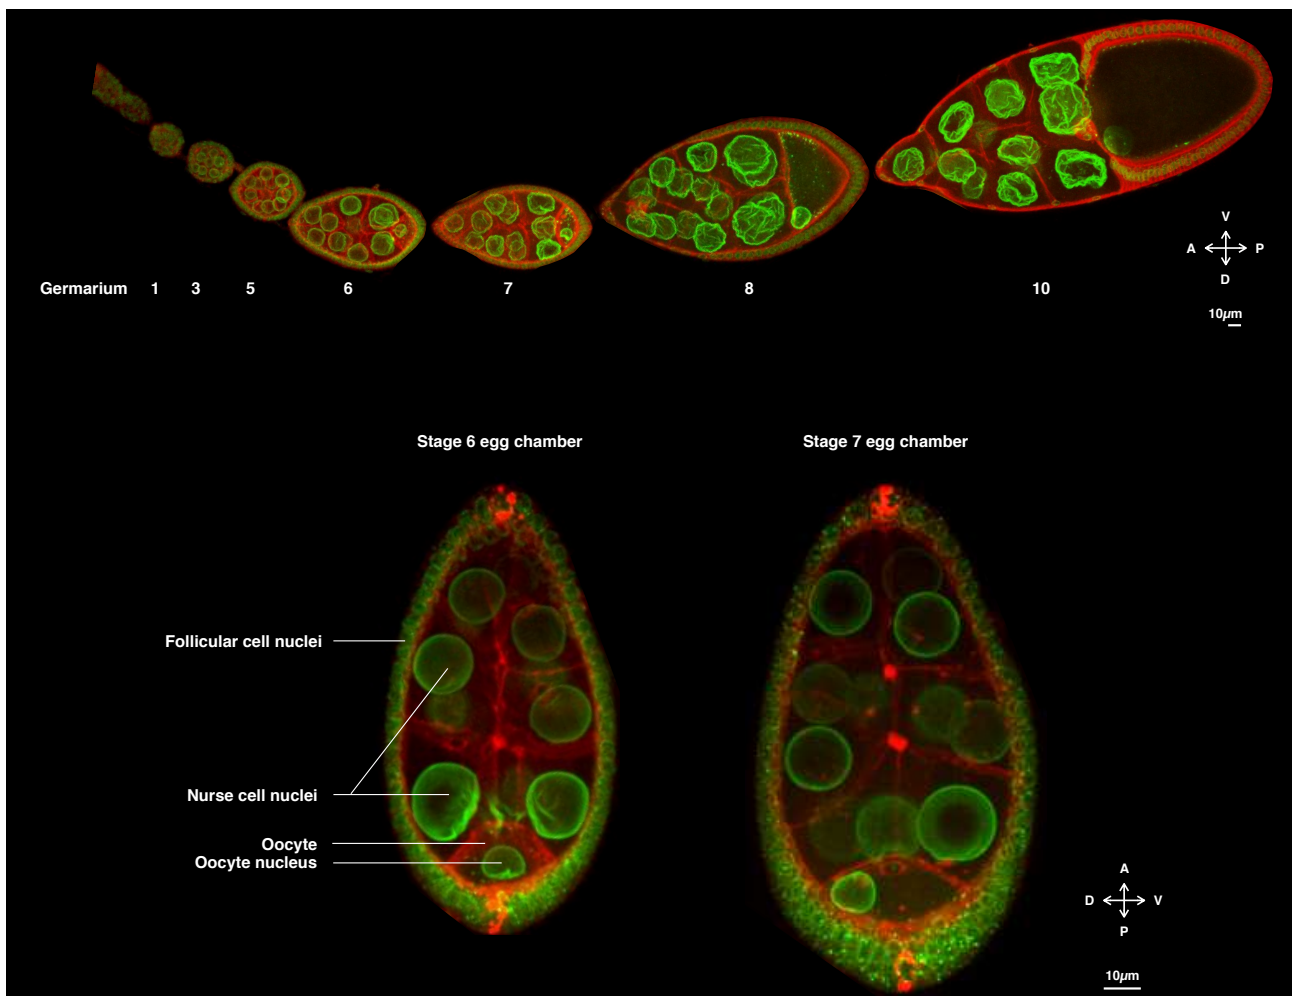 V
A P
D
Germarium 1 3 5 6 7 8 10
10µm
Stage 6 egg chamber Stage 7 egg chamber
Follicular cell nuclei
Nurse cell nuclei
Oocyte
Oocyte nucleus
A
D V
P
10µm